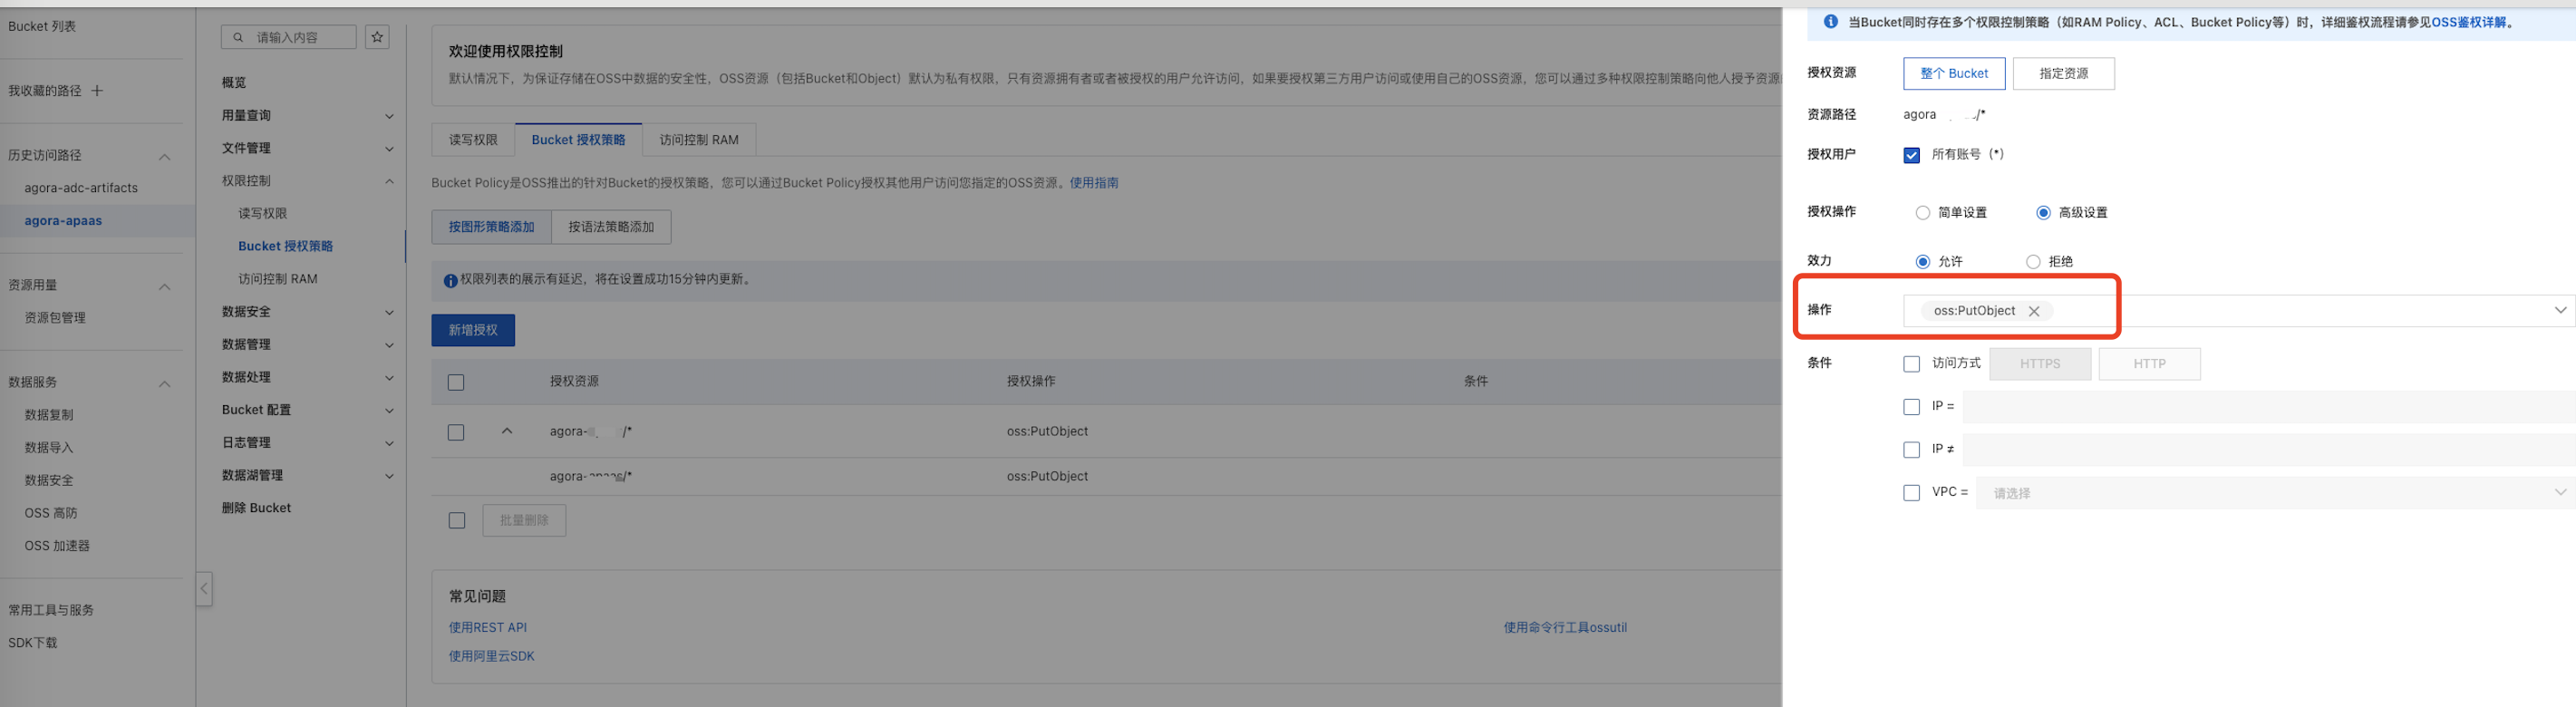 Bucket 列表
我收藏的路径
历史访问路径
agora-adc-artifacts
agora-apaas
资源用量
资源包管理
数据服务
数据复制
数据导入
数据安全
OSS 高防
OSS 加速器
常用工具与服务
SDK下载
请输入内容
概览
用量查询
文件管理
权限控制
读写权限
Bucket 授权策略
访问控制 RAM
数据安全
数据管理
数据处理
Bucket 配置
日志管理
数据湖管理
删除 Bucket
欢迎使用权限控制
默认情况下，为保证存储在OSS中数据的安全性，OSS资源（包括Bucket和Object）默认为私有权限，只有资源拥有者或者被授权的用户允许访问，如果要授权第三方用户访问或使用自己的OSS资源，您可以通过多种权限控制策略向他人授予资源
读写权限 Bucket 授权策略 访问控制 RAM
Bucket Policy是OSS推出的针对Bucket的授权策略，您可以通过Bucket Policy授权其他用户访问您指定的OSS资源。使用指南
按图形策略添加 按语法策略添加
权限列表的展示有延迟，将在设置成功15分钟内更新。
新增授权
授权资源 授权操作 条件
agora- /* oss:PutObject
agora-apaas/* oss:PutObject
批量删除
常见问题
使用REST API 使用命令行工具ossutil
使用阿里云SDK
当Bucket同时存在多个权限控制策略（如RAM Policy、ACL、Bucket Policy等）时，详细鉴权流程请参见OSS鉴权详解。
授权资源 整个 Bucket 指定资源
资源路径 agora /*
授权用户 所有账号（*）
授权操作 简单设置 高级设置
效力 允许 拒绝
操作 oss:PutObject
条件 访问方式 HTTPS HTTP
IP =
IP ≠
VPC = 请选择